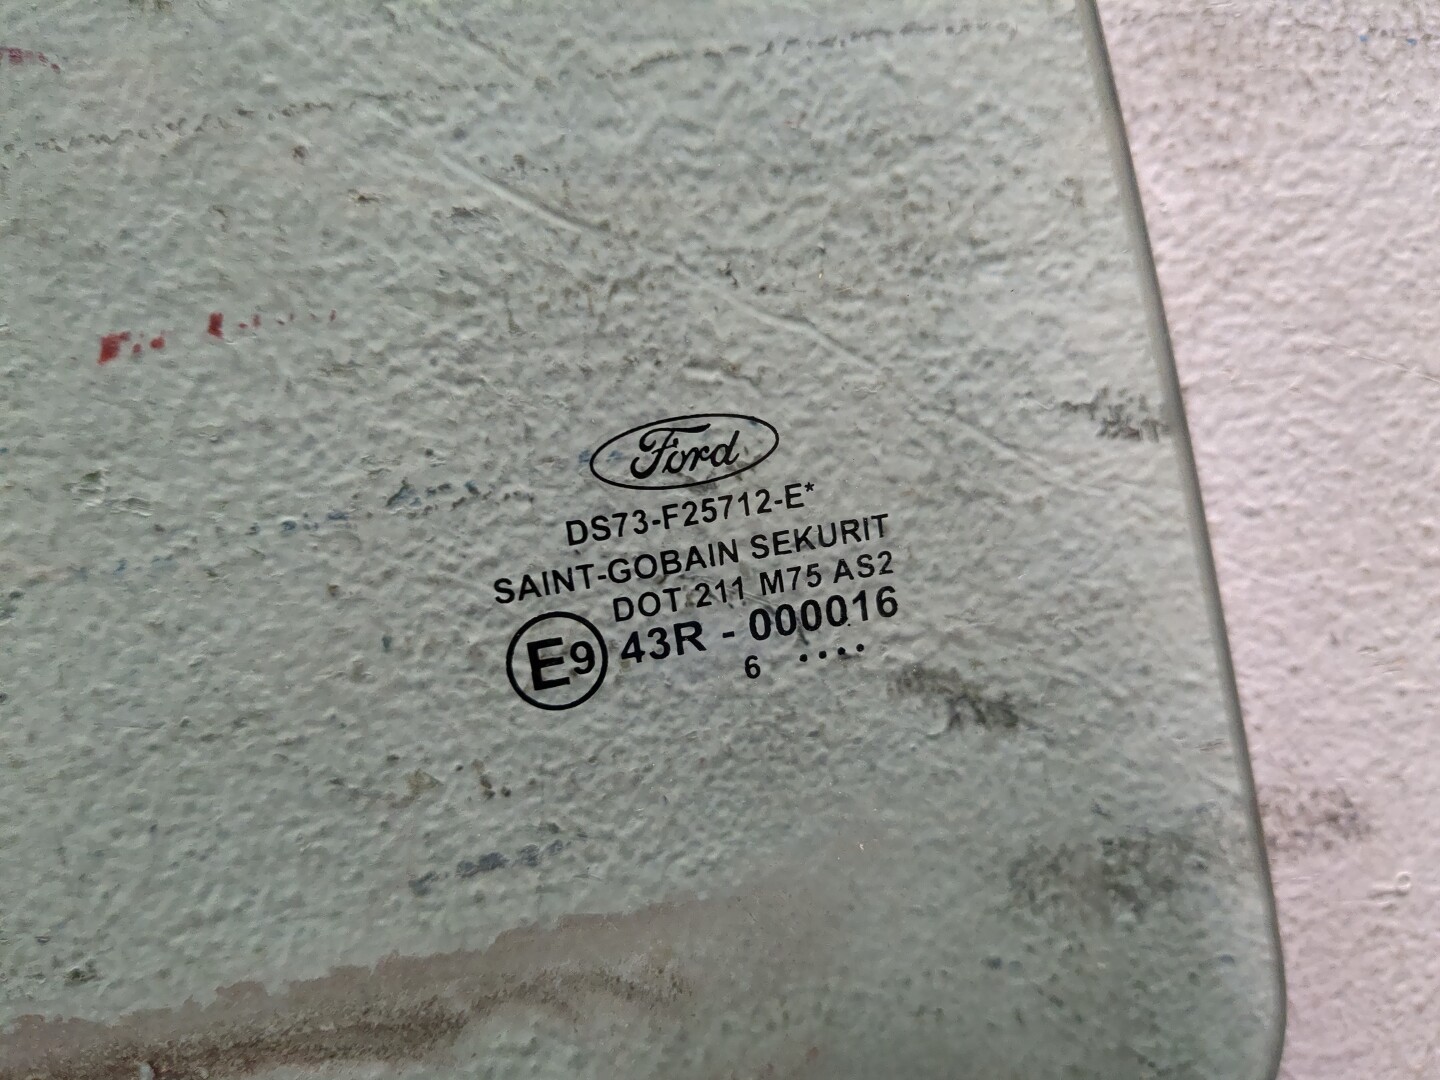 Ford
DS73-F25712-E*
SAINT-GOBAIN SEKURIT
DOT 211 M75 AS2
E9 43R - 000016
6 ....